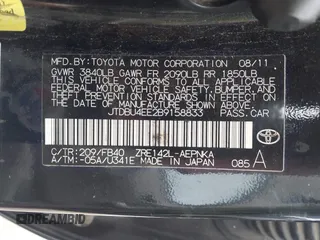 MFD. BY: TOYOTA MOTOR CORPORATION 08/11
GVWR 3840LB GAWR FR 2090LB RR 1850LB
THIS VEHICLE CONFORMS TO ALL APPLICABLE
FEDERAL MOTOR VEHICLE SAFETY, BUMPER, AND
THEFT PREVENTION STANDARDS IN EFFECT ON
THE DATE OF MANUFACTURE SHOWN ABOVE.
JTDBU4EE2B9158833 PASS. CAR
C/TR: 209/FB40 ZRE142L-AEPNKA
A/TM: -05A/U341E MADE IN JAPAN 085 A
TOYOTA
© DREAMBID